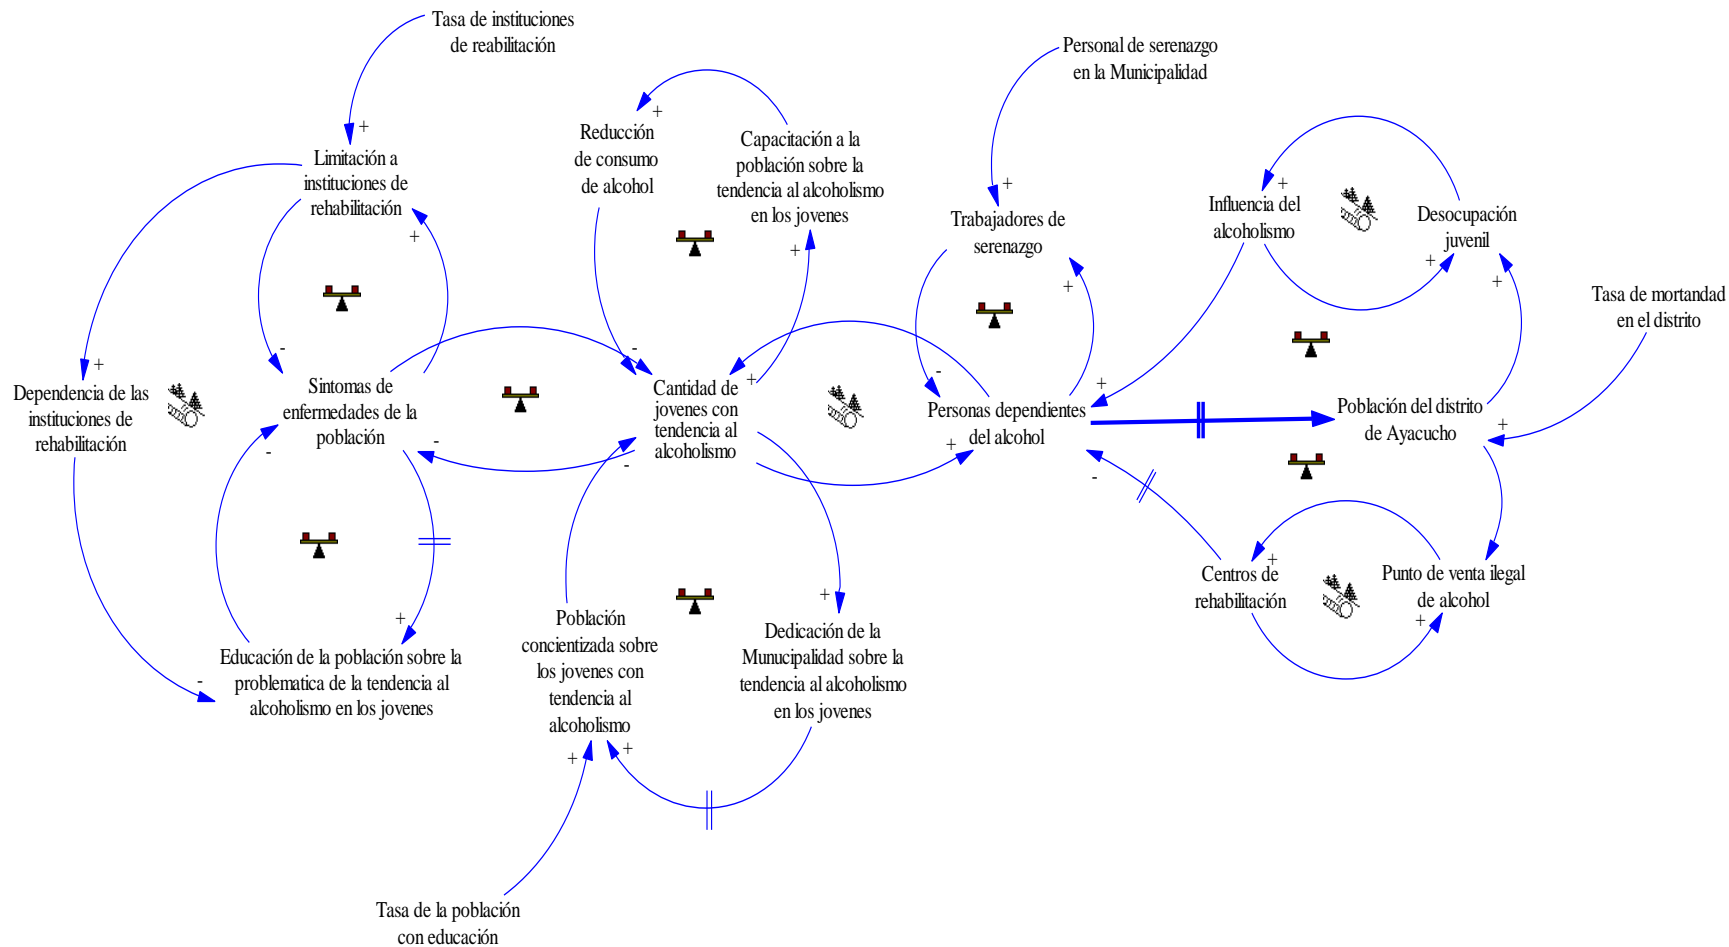 Tasa de instituciones
de reabilitación
Personal de serenazgo
en la Municipalidad
+
Limitación a
instituciones de
rehabilitación
+
+
Reducción
de consumo
de alcohol
Capacitación a la
población sobre la
tendencia al alcoholismo
en los jovenes
+
+
Trabajadores de
serenazgo
+
+
Influencia del
alcoholismo
Desocupación
juvenil
+
+
Tasa de mortandad
en el distrito
-
-
-
+
Dependencia de las
instituciones de
rehabilitación
Sintomas de
enfermedades de la
población
-
-
Cantidad de
jovenes con
tendencia al
alcoholismo
+
-
Personas dependientes
del alcohol
+
+
-
Población del distrito
de Ayacucho
+
Centros de
rehabilitación
+
Punto de venta ilegal
de alcohol
+
+
Educación de la población sobre la
problematica de la tendencia al
alcoholismo en los jovenes
-
Población
concientizada sobre
los jovenes con
tendencia al
alcoholismo
+
+
+
Dedicación de la
Munucipalidad sobre la
tendencia al alcoholismo
en los jovenes
Tasa de la población
con educación